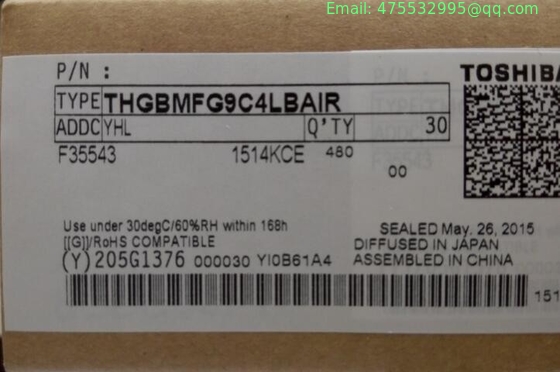 Email: 475532995@qq.com
P/N :
TOSHIBA
TYPE THGBMFG9C4LBAIR
ADDC YHL Q'TY 30
F35543 1514KCE 480
00
Use under 30degC/60%RH within 168h
SEALED May. 26, 2015
[[G]]/RoHS COMPATIBLE
DIFFUSED IN JAPAN
(Y)205G1376 000030 YI0B61A4
ASSEMBLED IN CHINA
151